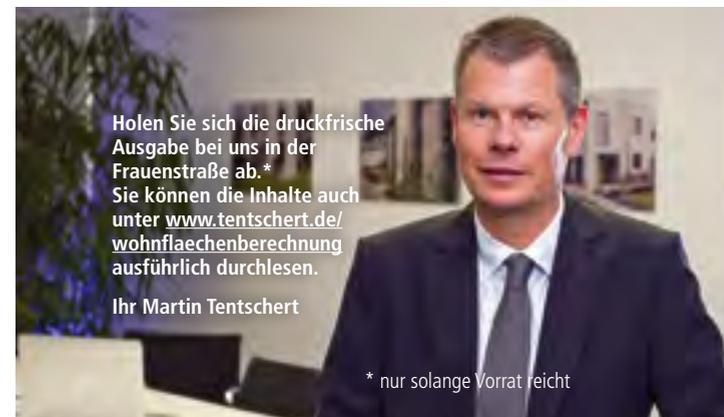 Holen Sie sich die druckfrische
Ausgabe bei uns in der
Frauenstraße ab.*
Sie können die Inhalte auch
unter www.tentschert.de/
wohnflaechenberechnung
ausführlich durchlesen.
Ihr Martin Tentschert
* nur solange Vorrat reicht